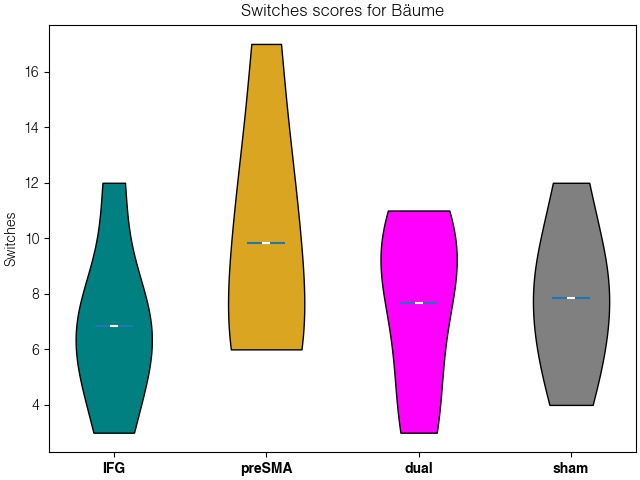 Switches scores for Bäume
Switches
16
14
12
10
8
6
4
IFG
preSMA
dual
sham